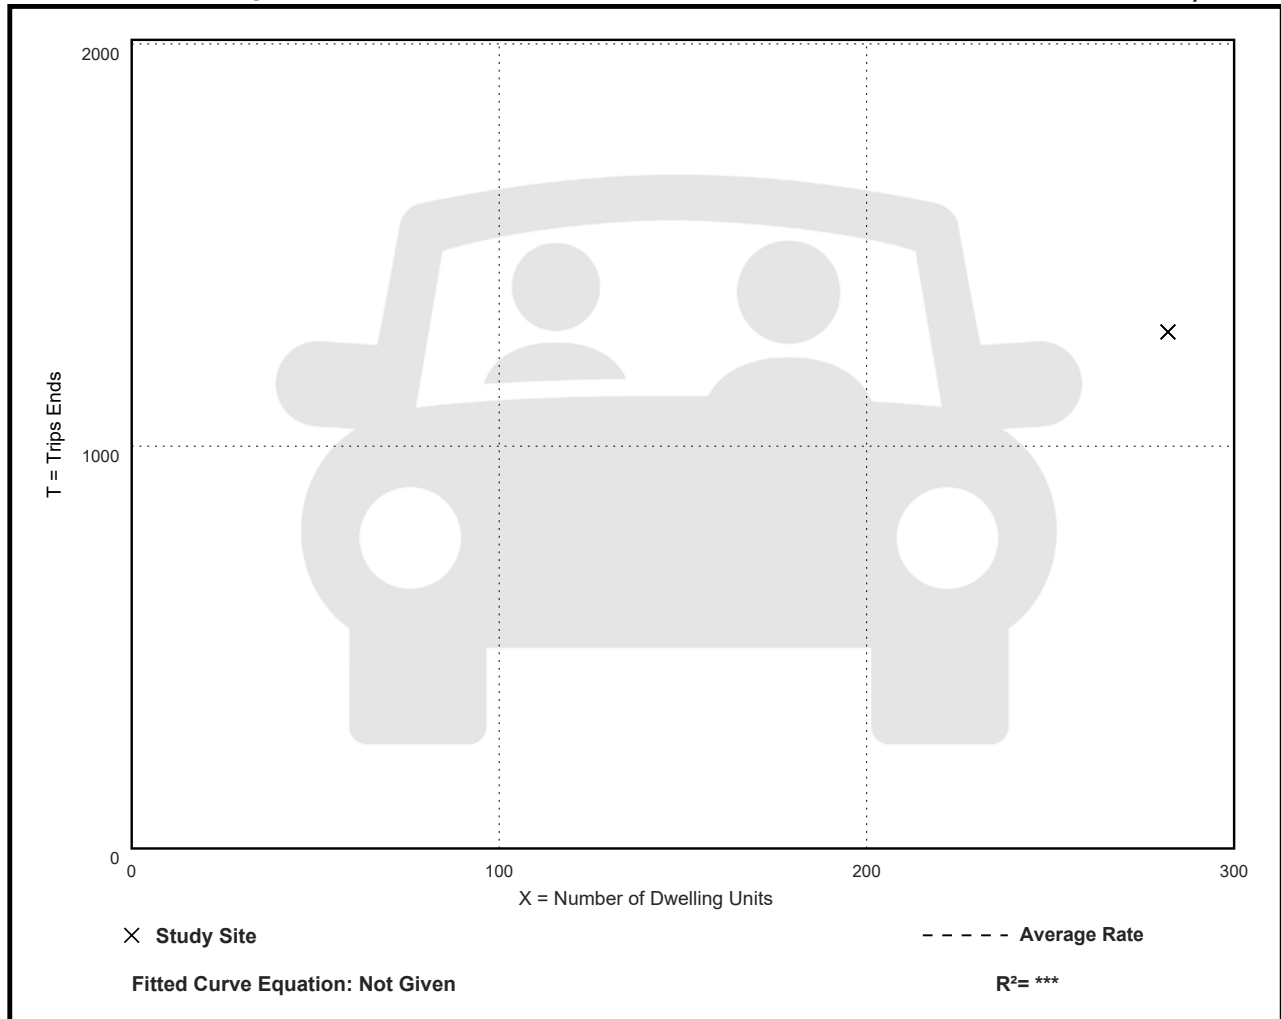 2000
1000
0
T = Trips Ends
0 100 200 300
X = Number of Dwelling Units
Study Site
Average Rate
Fitted Curve Equation: Not Given
R²= ***